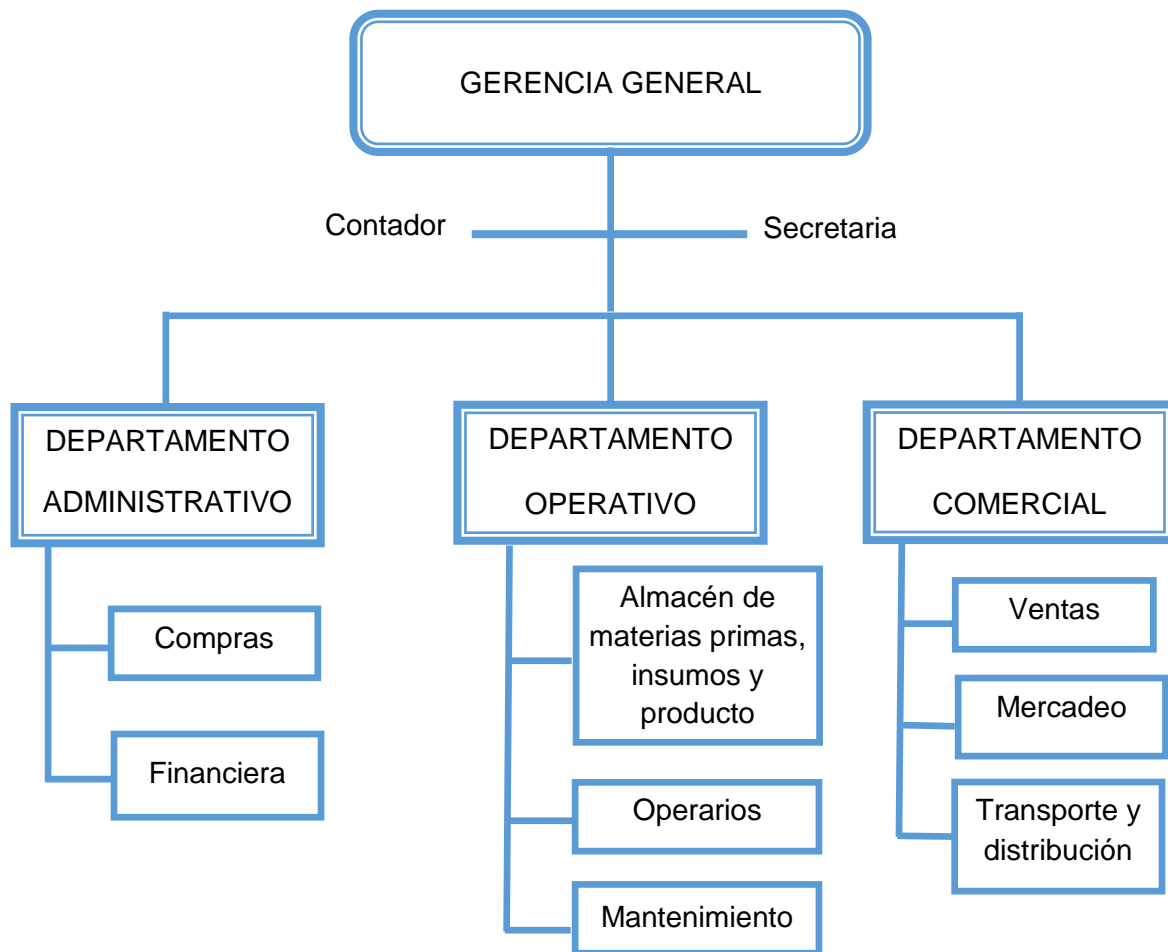 GERENCIA GENERAL
Contador
Secretaria
DEPARTAMENTO
ADMINISTRATIVO
Compras
Financiera
DEPARTAMENTO
OPERATIVO
Almacén de
materias primas,
insumos y
producto
Operarios
Mantenimiento
DEPARTAMENTO
COMERCIAL
Ventas
Mercadeo
Transporte y
distribución